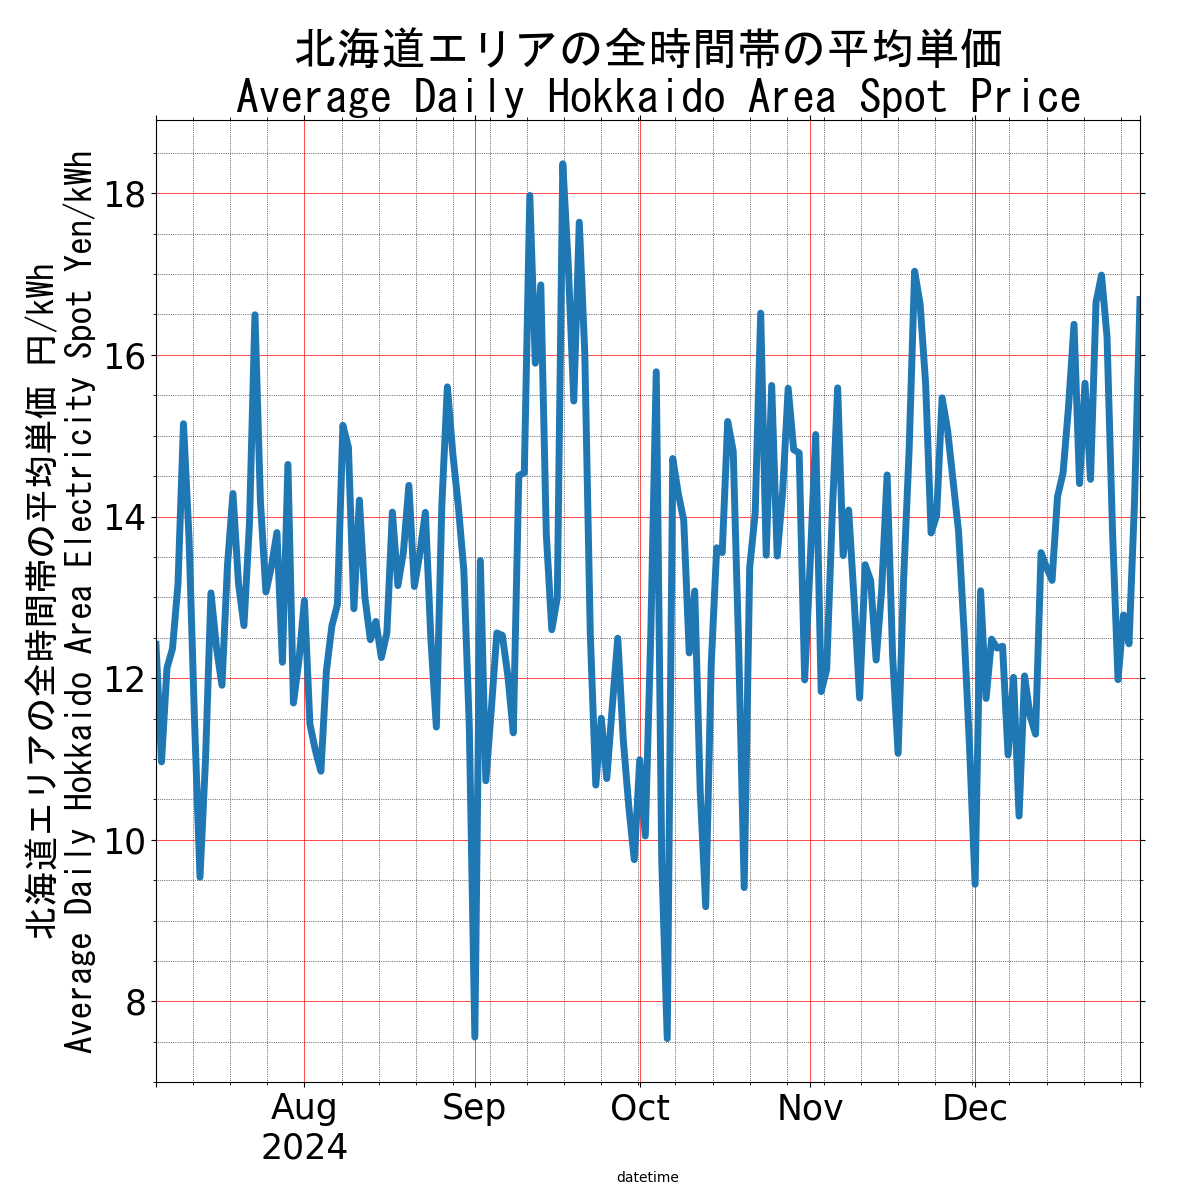 北海道エリアの全時間帯の平均単価
Average Daily Hokkaido Area Spot Price
北海道エリアの全時間帯の平均単価 円/kWh
Average Daily Hokkaido Area Electricity Spot Yen/kWh
18
16
14
12
10
8
Aug
2024
Sep
Oct
Nov
Dec
datetime